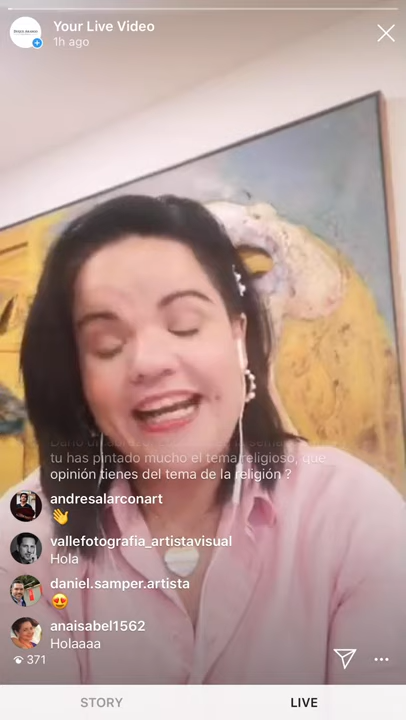 Your Live Video
1h ago
tu has pintado mucho el tema religioso, que
opinión tienes del tema de la religión ?
andresalarconart
👋
vallefotografia_artistavisual
Hola
daniel.samper.artista
😍
anaisabel1562
Holaaaa
371
STORY
LIVE